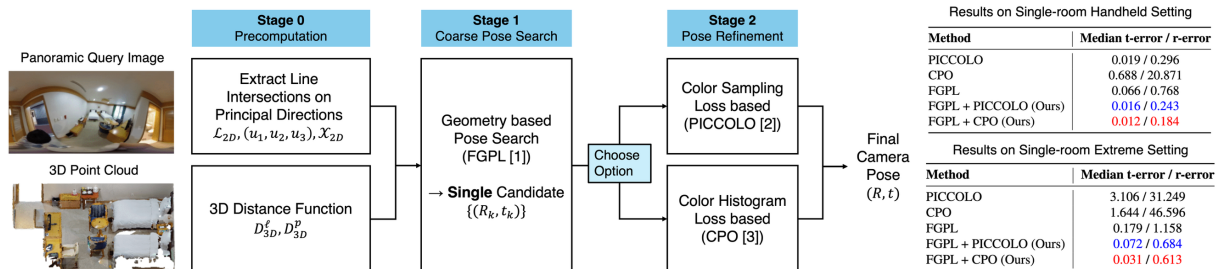 Panoramic Query Image
3D Point Cloud
Stage 0
Precomputation
Extract Line
Intersections on
Principal Directions
ℒ₂D, (u₁, u₂, u₃), 𝒳₂D
3D Distance Function
D₃D^ℓ, D₃D^p
Stage 1
Coarse Pose Search
Geometry based
Pose Search
(FGPL [1])
→ Single Candidate
{(Rₖ, tₖ)}
Choose
Option
Stage 2
Pose Refinement
Color Sampling
Loss based
(PICCOLO [2])
Color Histogram
Loss based
(CPO [3])
Final
Camera
Pose
(R, t)
Results on Single-room Handheld Setting
Method Median t-error / r-error
PICCOLO 0.019 / 0.296
CPO 0.688 / 20.871
FGPL 0.066 / 0.768
FGPL + PICCOLO (Ours) 0.016 / 0.243
FGPL + CPO (Ours) 0.012 / 0.184
Results on Single-room Extreme Setting
Method Median t-error / r-error
PICCOLO 3.106 / 31.249
CPO 1.644 / 46.596
FGPL 0.179 / 1.158
FGPL + PICCOLO (Ours) 0.072 / 0.684
FGPL + CPO (Ours) 0.031 / 0.613